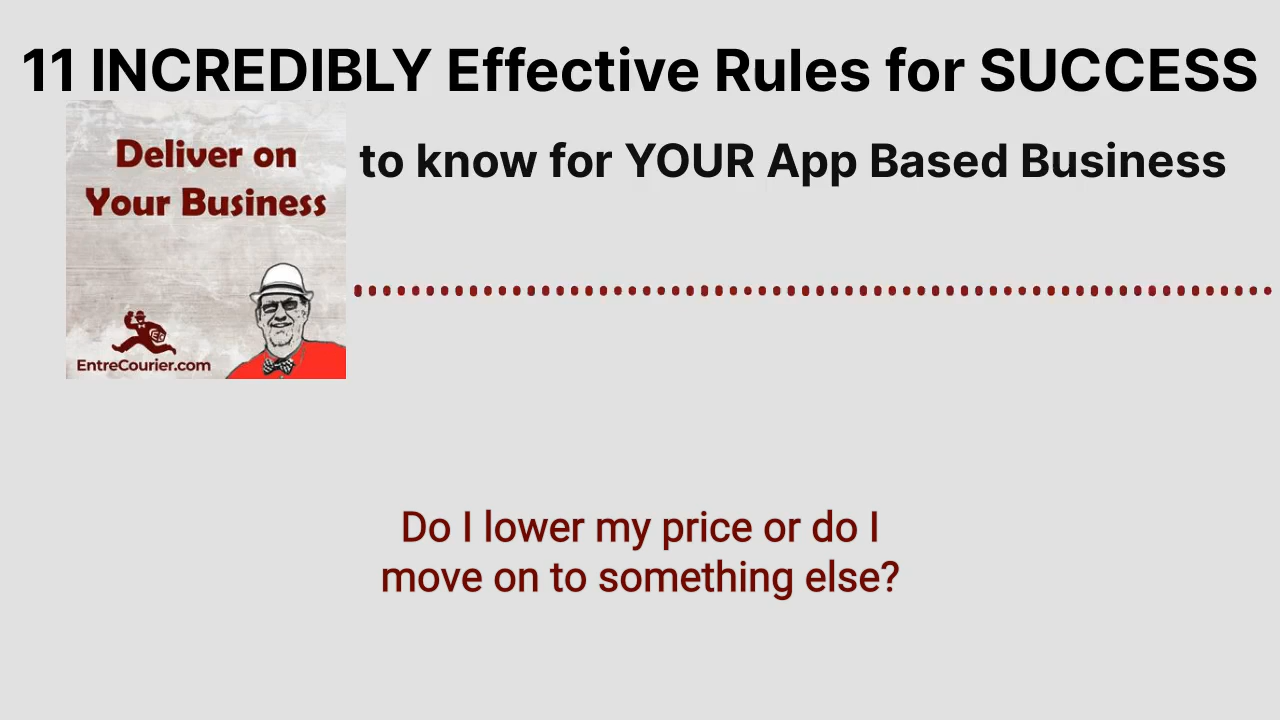 11 INCREDIBLY Effective Rules for SUCCESS
to know for YOUR App Based Business
Deliver on
Your Business
EntreCourier.com
Do I lower my price or do I
move on to something else?